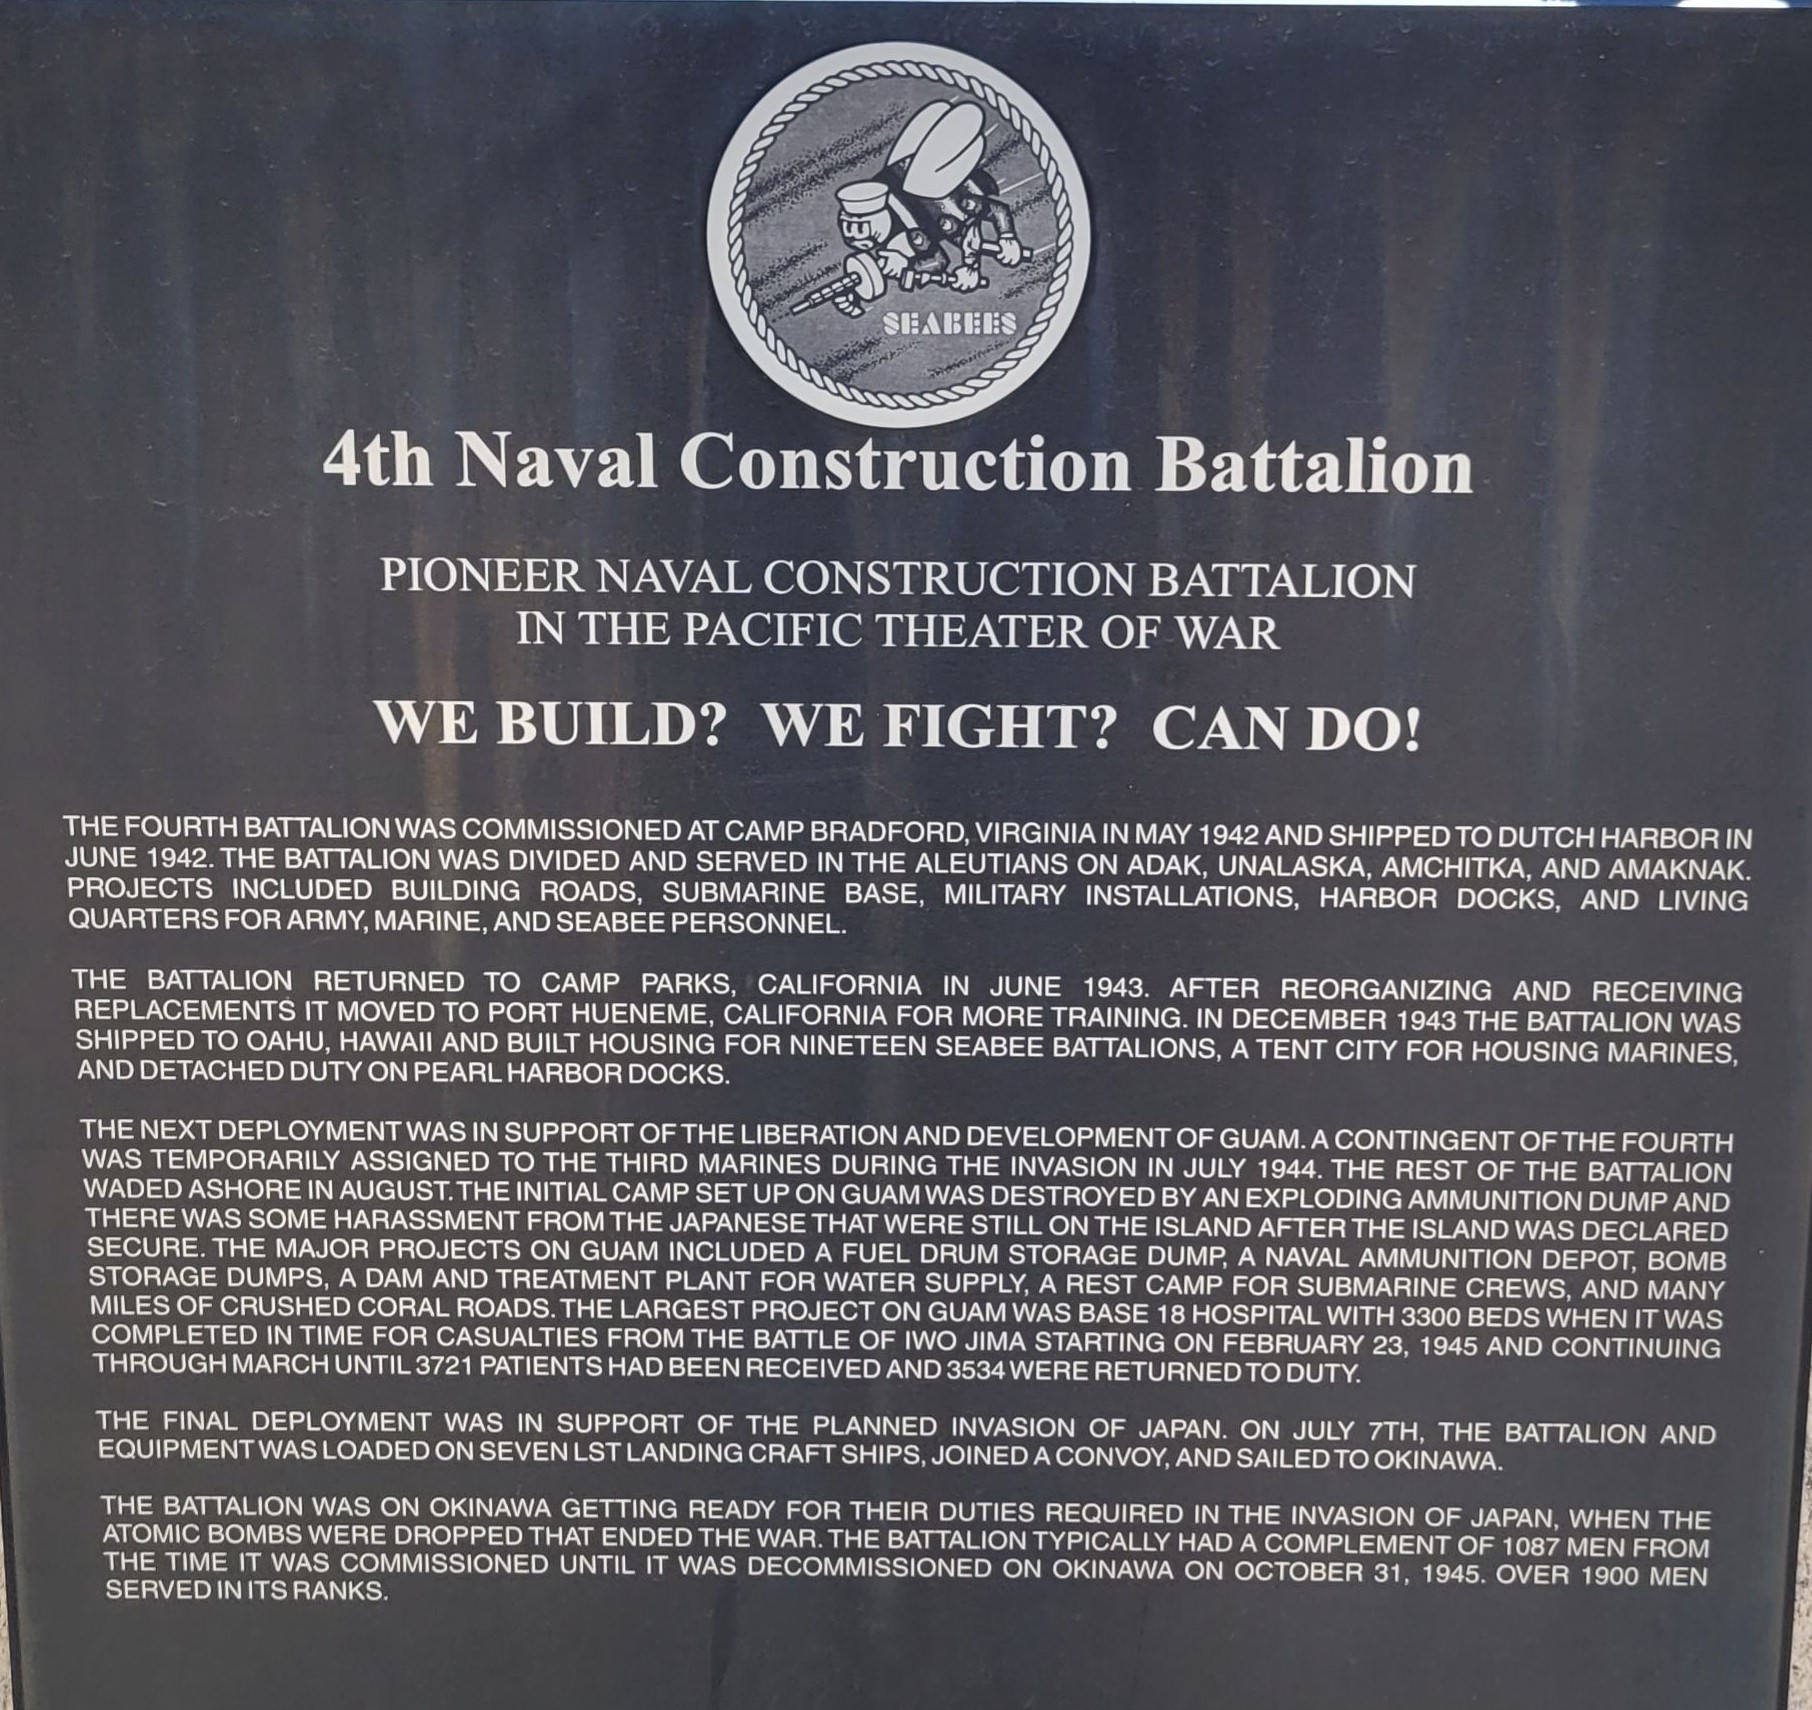 SEABEES
4th Naval Construction Battalion
PIONEER NAVAL CONSTRUCTION BATTALION
IN THE PACIFIC THEATER OF WAR
WE BUILD? WE FIGHT? CAN DO!
THE FOURTH BATTALION WAS COMMISSIONED AT CAMP BRADFORD, VIRGINIA IN MAY 1942 AND SHIPPED TO DUTCH HARBOR IN
JUNE 1942. THE BATTALION WAS DIVIDED AND SERVED IN THE ALEUTIANS ON ADAK, UNALASKA, AMCHITKA, AND AMAKNAK.
PROJECTS INCLUDED BUILDING ROADS, SUBMARINE BASE, MILITARY INSTALLATIONS, HARBOR DOCKS, AND LIVING
QUARTERS FOR ARMY, MARINE, AND SEABEE PERSONNEL.
THE BATTALION RETURNED TO CAMP PARKS, CALIFORNIA IN JUNE 1943. AFTER REORGANIZING AND RECEIVING
REPLACEMENTS IT MOVED TO PORT HUENEME, CALIFORNIA FOR MORE TRAINING. IN DECEMBER 1943 THE BATTALION WAS
SHIPPED TO OAHU, HAWAII AND BUILT HOUSING FOR NINETEEN SEABEE BATTALIONS, A TENT CITY FOR HOUSING MARINES,
AND DETACHED DUTY ON PEARL HARBOR DOCKS.
THE NEXT DEPLOYMENT WAS IN SUPPORT OF THE LIBERATION AND DEVELOPMENT OF GUAM. A CONTINGENT OF THE FOURTH
WAS TEMPORARILY ASSIGNED TO THE THIRD MARINES DURING THE INVASION IN JULY 1944. THE REST OF THE BATTALION
WADED ASHORE IN AUGUST. THE INITIAL CAMP SET UP ON GUAM WAS DESTROYED BY AN EXPLODING AMMUNITION DUMP AND
THERE WAS SOME HARASSMENT FROM THE JAPANESE THAT WERE STILL ON THE ISLAND AFTER THE ISLAND WAS DECLARED
SECURE. THE MAJOR PROJECTS ON GUAM INCLUDED A FUEL DRUM STORAGE DUMP, A NAVAL AMMUNITION DEPOT, BOMB
STORAGE DUMPS, A DAM AND TREATMENT PLANT FOR WATER SUPPLY, A REST CAMP FOR SUBMARINE CREWS, AND MANY
MILES OF CRUSHED CORAL ROADS. THE LARGEST PROJECT ON GUAM WAS BASE 18 HOSPITAL WITH 3300 BEDS WHEN IT WAS
COMPLETED IN TIME FOR CASUALTIES FROM THE BATTLE OF IWO JIMA STARTING ON FEBRUARY 23, 1945 AND CONTINUING
THROUGH MARCH UNTIL 3721 PATIENTS HAD BEEN RECEIVED AND 3534 WERE RETURNED TO DUTY.
THE FINAL DEPLOYMENT WAS IN SUPPORT OF THE PLANNED INVASION OF JAPAN. ON JULY 7TH, THE BATTALION AND
EQUIPMENT WAS LOADED ON SEVEN LST LANDING CRAFT SHIPS, JOINED A CONVOY, AND SAILED TO OKINAWA.
THE BATTALION WAS ON OKINAWA GETTING READY FOR THEIR DUTIES REQUIRED IN THE INVASION OF JAPAN, WHEN THE
ATOMIC BOMBS WERE DROPPED THAT ENDED THE WAR. THE BATTALION TYPICALLY HAD A COMPLEMENT OF 1087 MEN FROM
THE TIME IT WAS COMMISSIONED UNTIL IT WAS DECOMMISSIONED ON OKINAWA ON OCTOBER 31, 1945. OVER 1900 MEN
SERVED IN ITS RANKS.